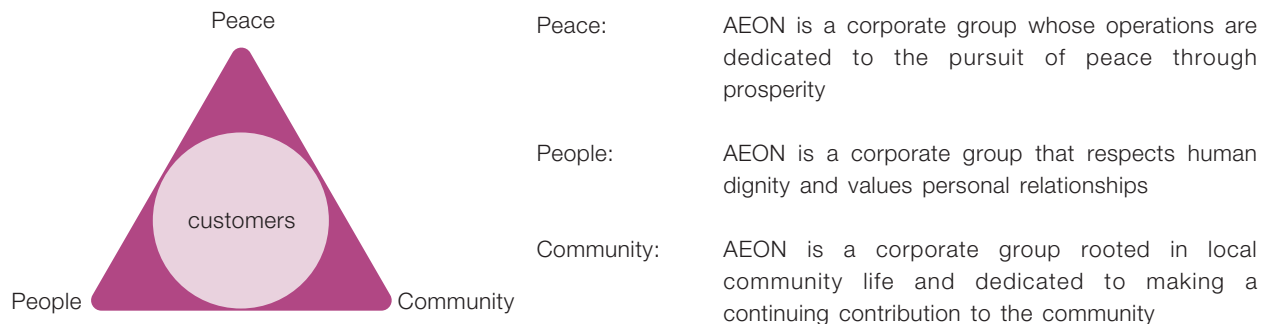 Peace
customers
People
Community
Peace:
AEON is a corporate group whose operations are
dedicated to the pursuit of peace through
prosperity
People:
AEON is a corporate group that respects human
dignity and values personal relationships
Community:
AEON is a corporate group rooted in local
community life and dedicated to making a
continuing contribution to the community